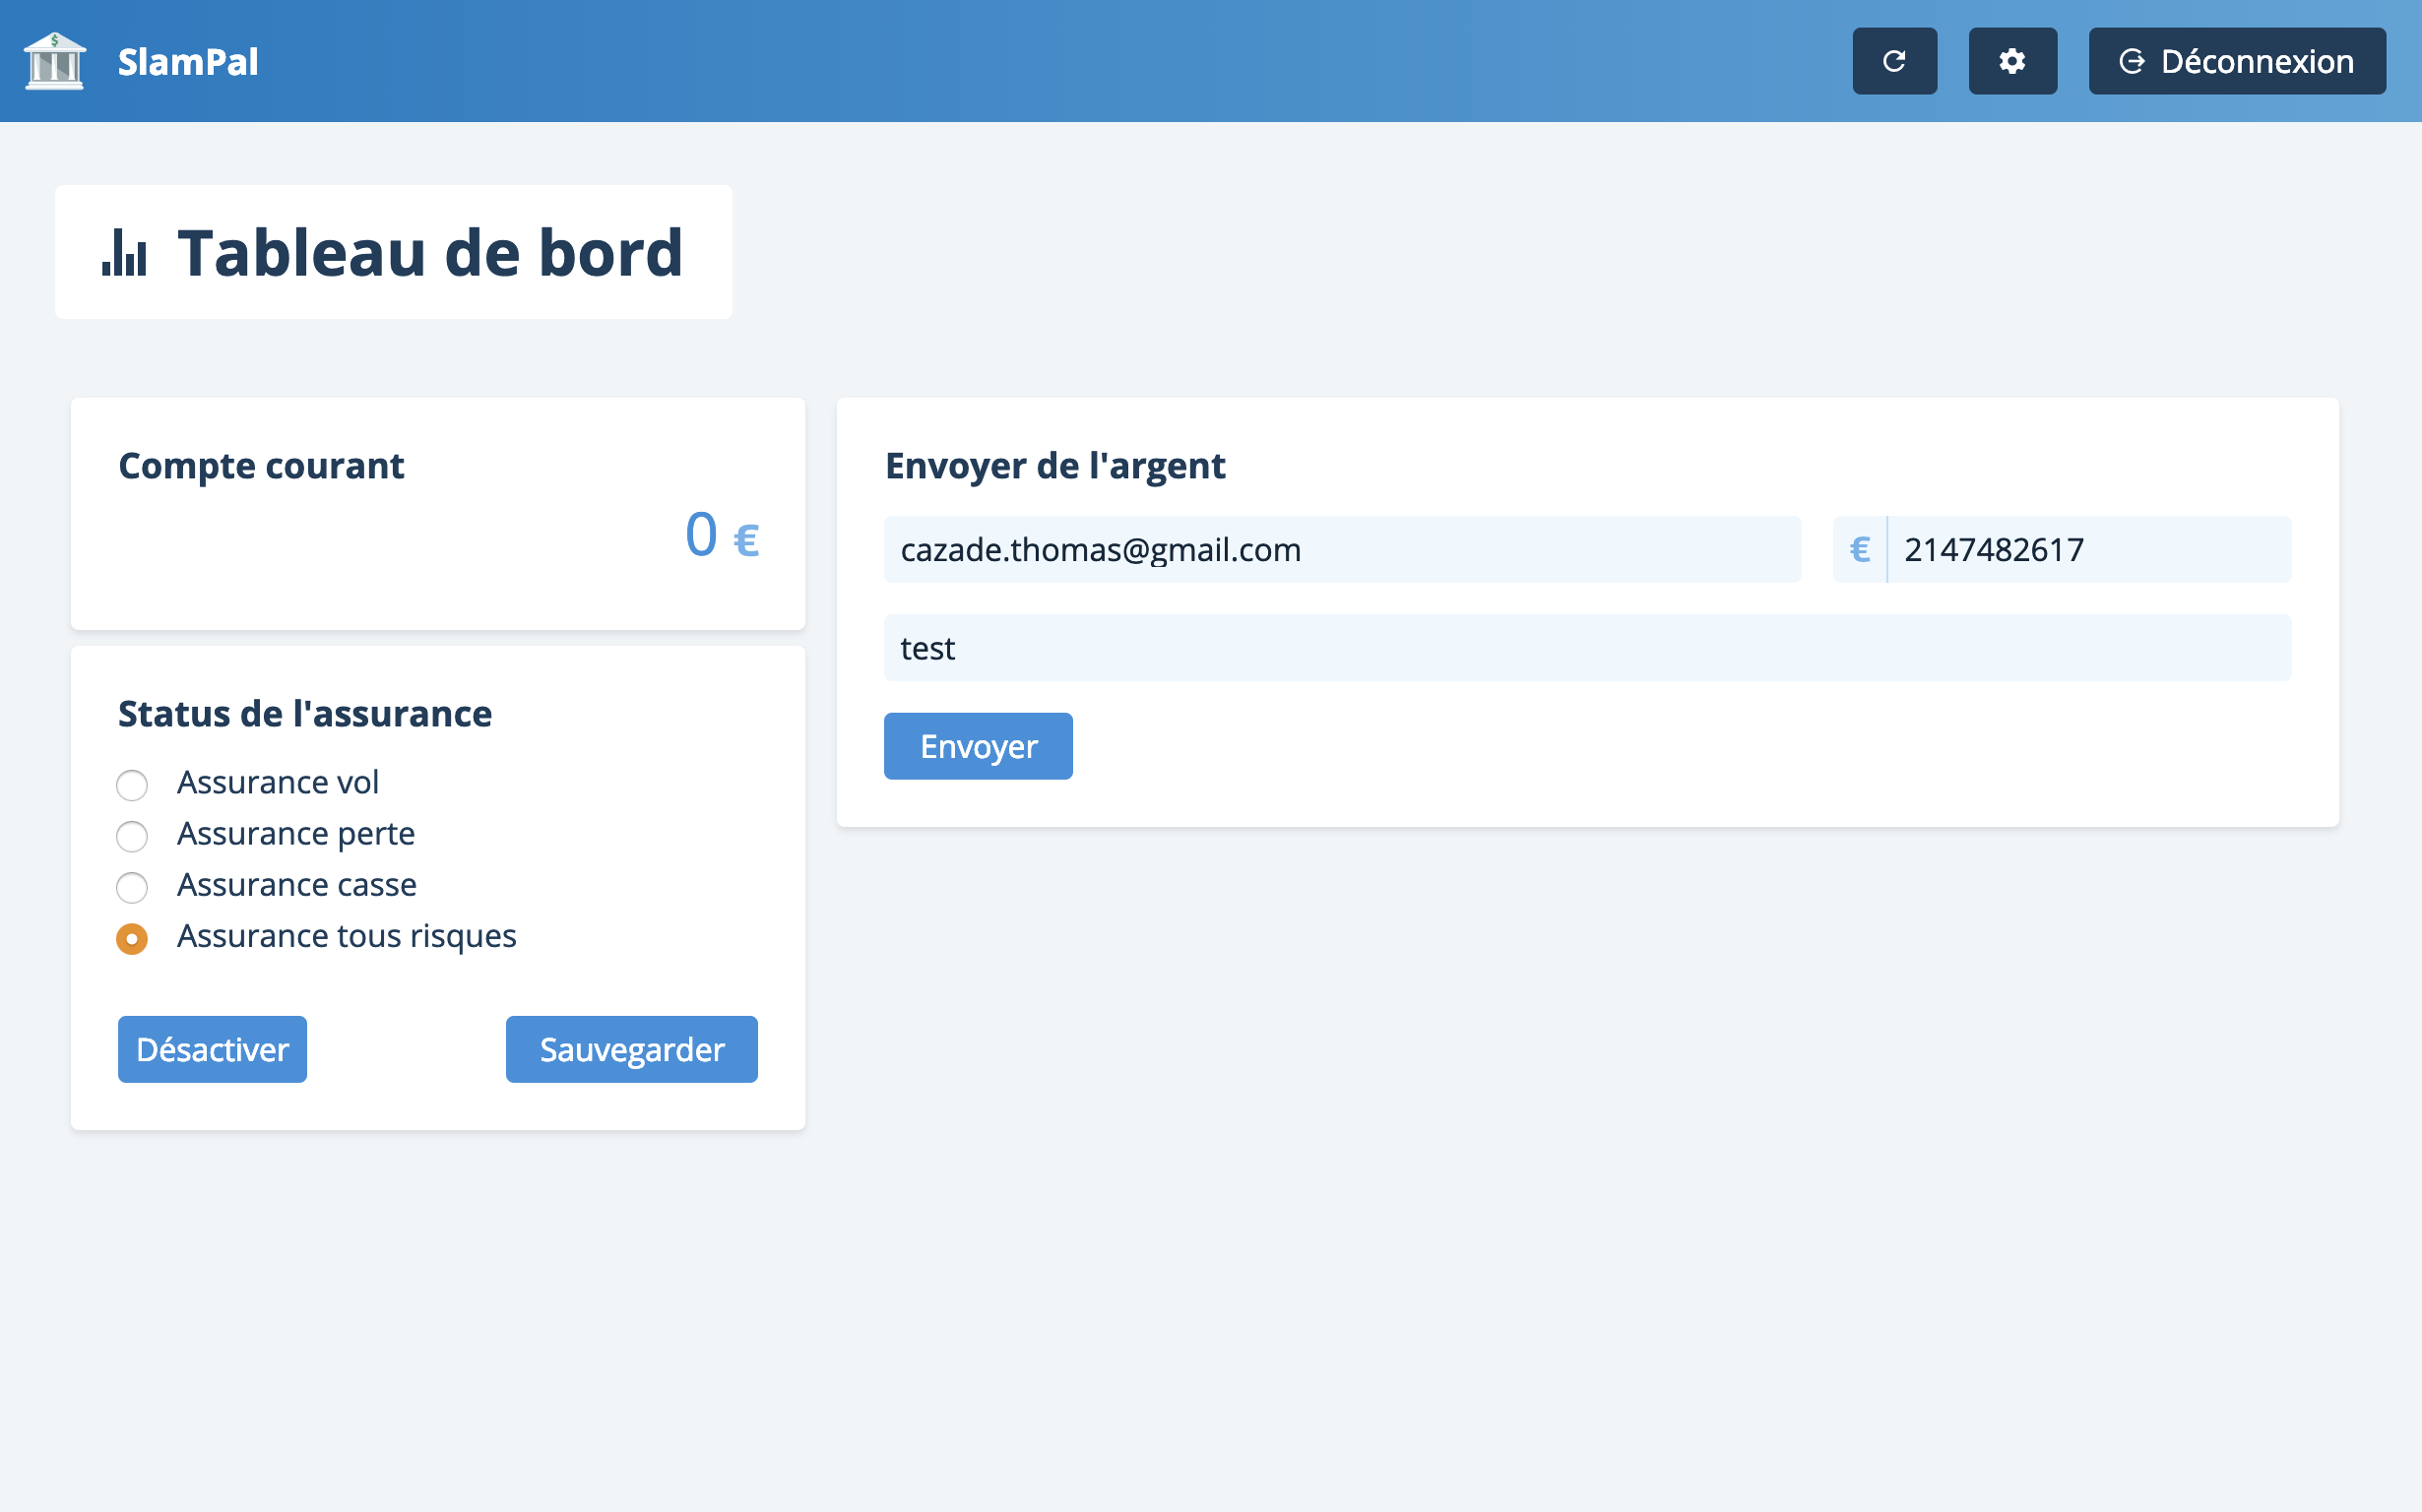 SlamPal
Déconnexion
Tableau de bord
Compte courant
0 €
Status de l'assurance
Assurance vol
Assurance perte
Assurance casse
Assurance tous risques
Désactiver
Sauvegarder
Envoyer de l'argent
cazade.thomas@gmail.com
€ 2147482617
test
Envoyer